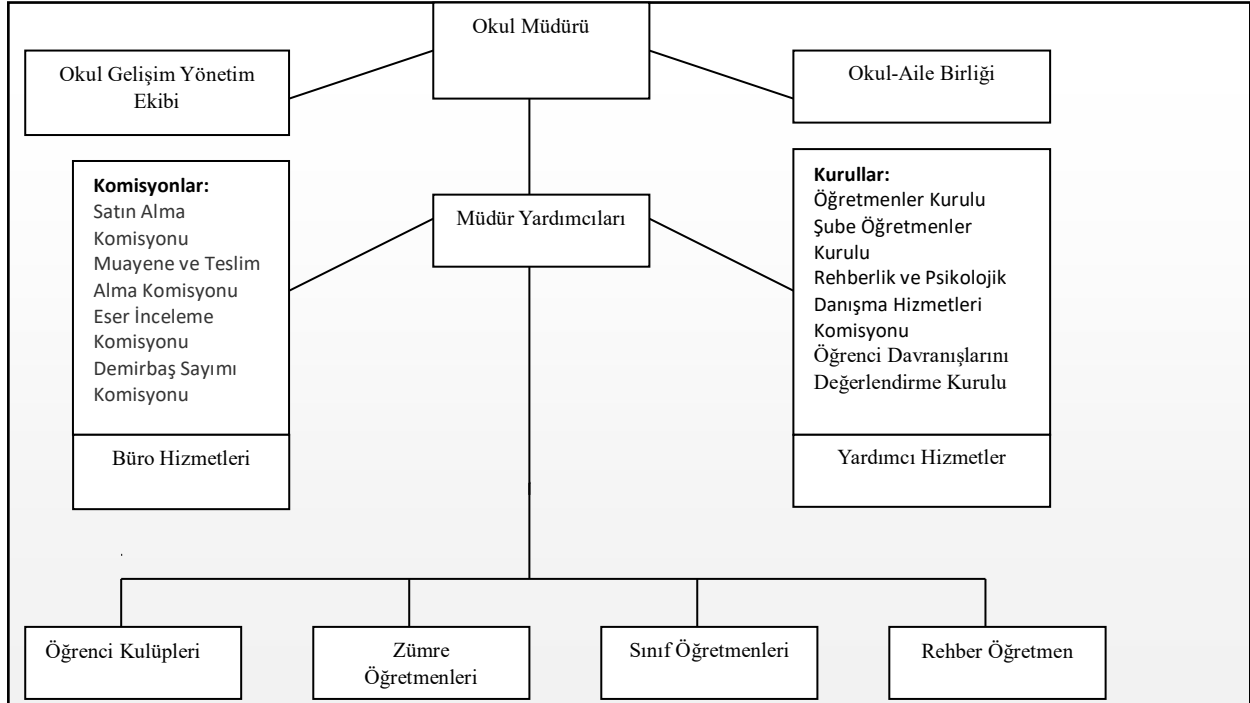 Okul Müdürü
Okul Gelişim Yönetim
Ekibi
Okul-Aile Birliği
Komisyonlar:
Satın Alma
Komisyonu
Muayene ve Teslim
Alma Komisyonu
Eser İnceleme
Komisyonu
Demirbaş Sayımı
Komisyonu
Müdür Yardımcıları
Kurullar:
Öğretmenler Kurulu
Şube Öğretmenler
Kurulu
Rehberlik ve Psikolojik
Danışma Hizmetleri
Komisyonu
Öğrenci Davranışlarını
Değerlendirme Kurulu
Büro Hizmetleri
Yardımcı Hizmetler
Öğrenci Kulüpleri
Zümre
Öğretmenleri
Sınıf Öğretmenleri
Rehber Öğretmen